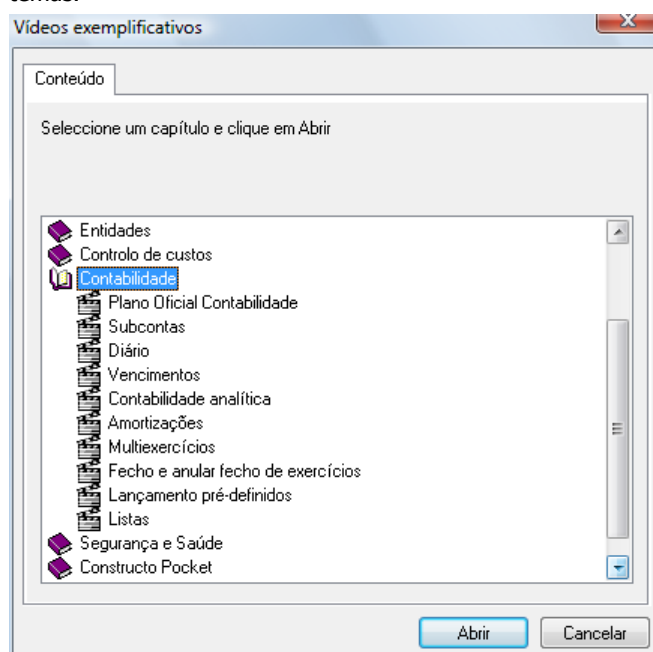 temas.
Vídeos exemplificativos
Conteúdo
Seleccione um capítulo e clique em Abrir
Entidades
Controlo de custos
Contabilidade
Plano Oficial Contabilidade
Subcontas
Diário
Vencimentos
Contabilidade analítica
Amortizações
Multiexercícios
Fecho e anular fecho de exercícios
Lançamento pré-definidos
Listas
Segurança e Saúde
Constructo Pocket
Abrir Cancelar